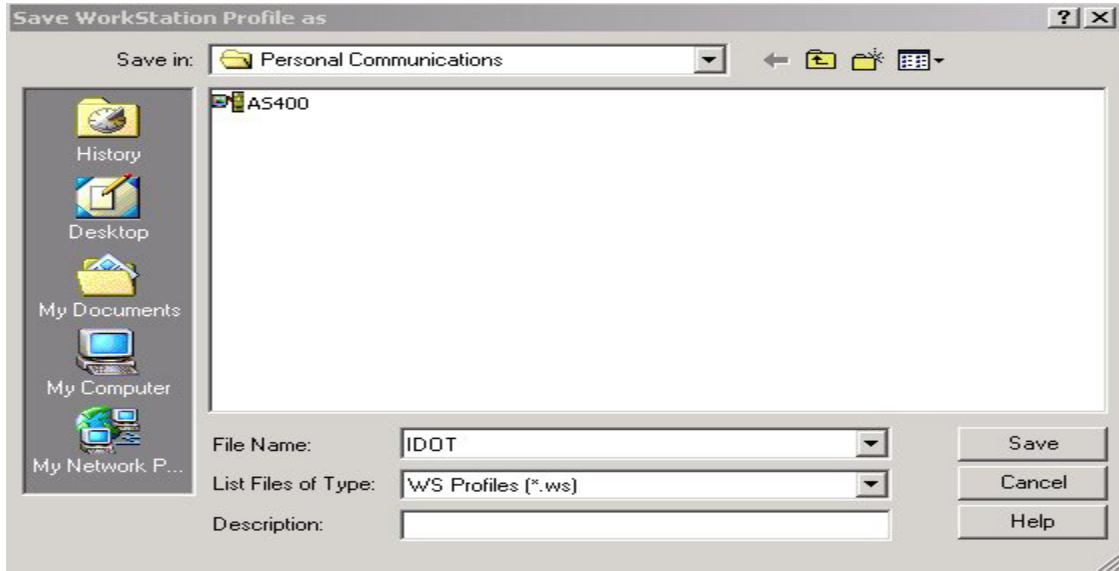 Save WorkStation Profile as
Save in: Personal Communications
AS400
History
Desktop
My Documents
My Computer
My Network P...
File Name: IDOT Save
List Files of Type: WS Profiles (*.ws) Cancel
Description: Help